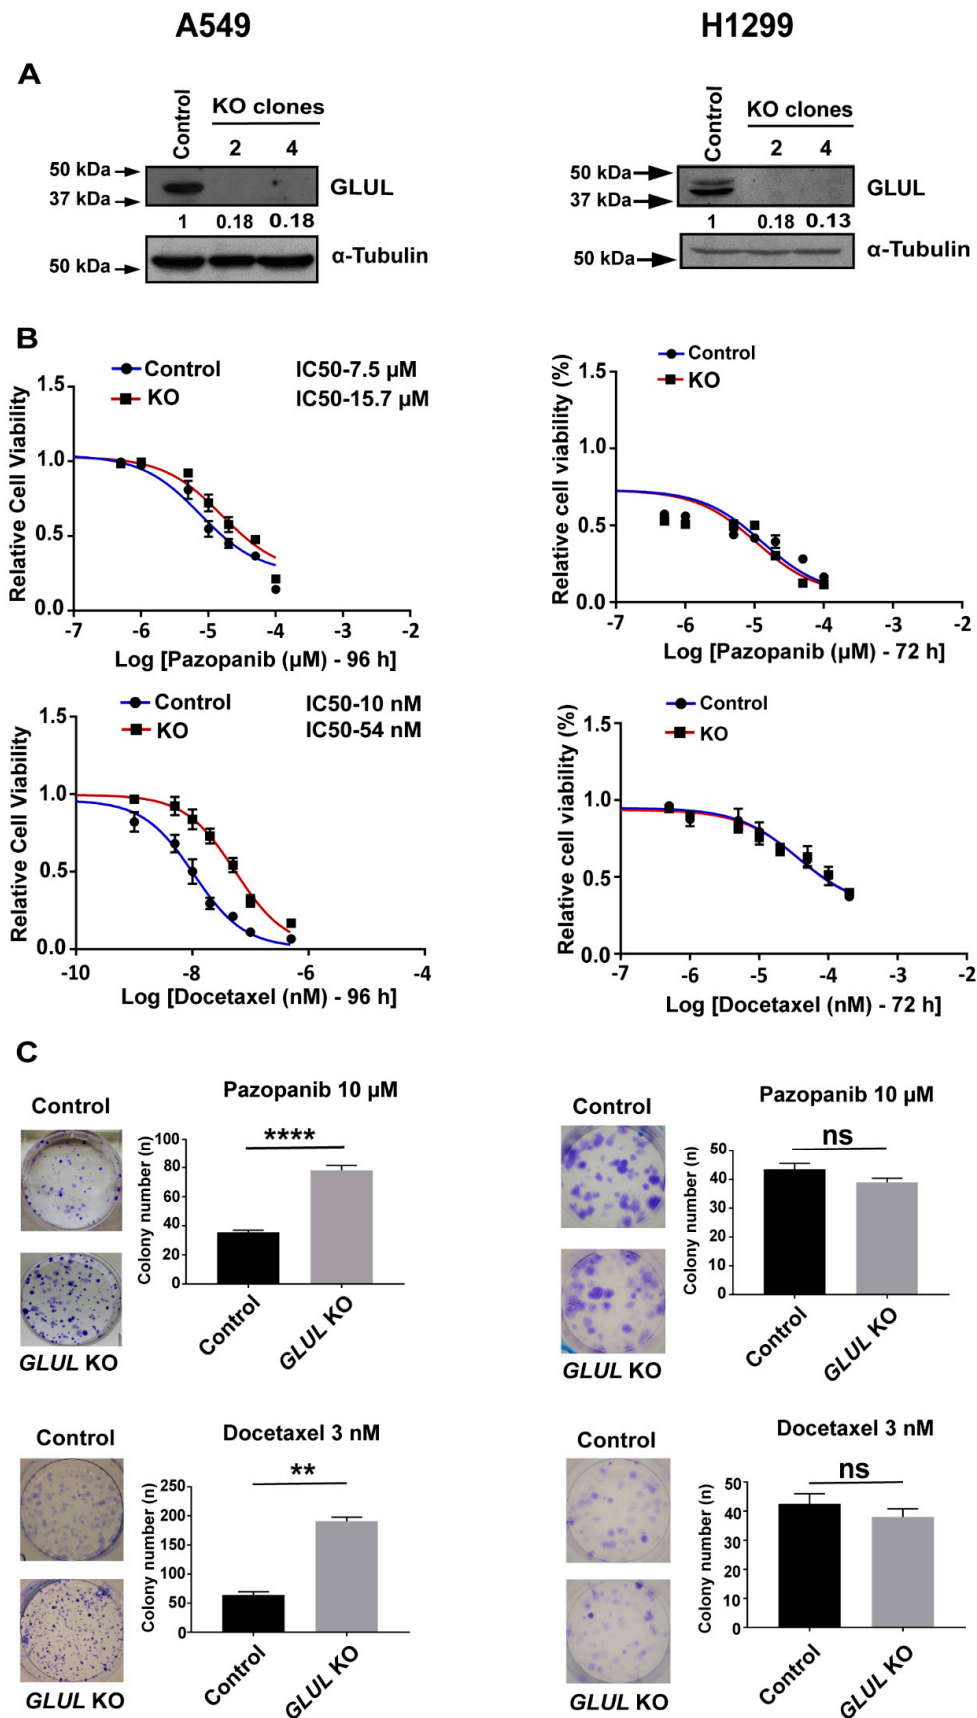 A549 H1299
A
Control
KO clones
2 4
50 kDa
37 kDa
GLUL
1 0.18 0.18
50 kDa
α-Tubulin
Control
KO clones
2 4
50 kDa
37 kDa
GLUL
1 0.18 0.13
50 kDa
α-Tubulin
B
Control IC50-7.5 µM
KO IC50-15.7 µM
Relative Cell Viability
1.5
1.0
0.5
0.0
-7 -6 -5 -4 -3 -2
Log [Pazopanib (µM) - 96 h]
Control
KO
Relative cell viability (%)
1.5
1.0
0.5
0.0
-7 -6 -5 -4 -3 -2
Log [Pazopanib (µM) - 72 h]
Control IC50-10 nM
KO IC50-54 nM
Relative Cell Viability
1.5
1.0
0.5
0.0
-10 -8 -6 -4
Log [Docetaxel (nM) - 96 h]
Control
KO
Relative cell viability (%)
1.5
1.0
0.5
0.0
-7 -6 -5 -4 -3 -2
Log [Docetaxel (nM) - 72 h]
C
Control
GLUL KO
Pazopanib 10 µM
****
Colony number (n)
100
80
60
40
20
0
Control
GLUL KO
Control
GLUL KO
Pazopanib 10 µM
ns
Colony number (n)
50
40
30
20
10
0
Control
GLUL KO
Control
GLUL KO
Docetaxel 3 nM
**
Colony number (n)
250
200
150
100
50
0
Control
GLUL KO
Control
GLUL KO
Docetaxel 3 nM
ns
Colony number (n)
50
40
30
20
10
0
Control
GLUL KO